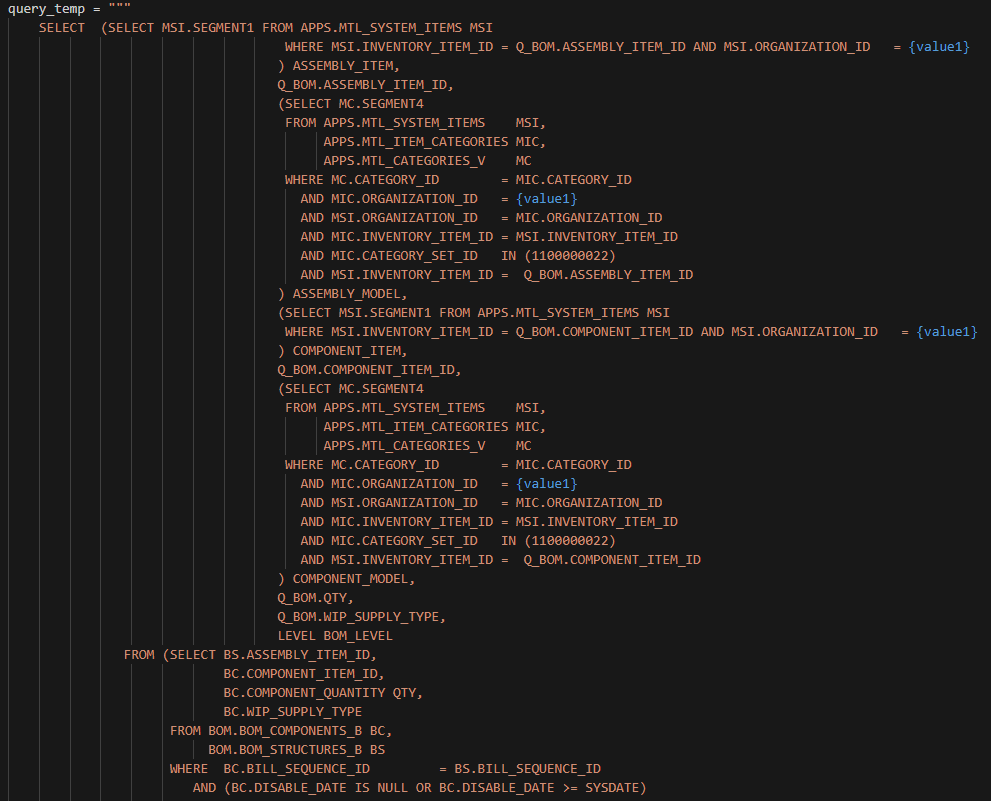 query_temp = """
SELECT (SELECT MSI.SEGMENT1 FROM APPS.MTL_SYSTEM_ITEMS MSI
WHERE MSI.INVENTORY_ITEM_ID = Q_BOM.ASSEMBLY_ITEM_ID AND MSI.ORGANIZATION_ID = {value1}
) ASSEMBLY_ITEM,
Q_BOM.ASSEMBLY_ITEM_ID,
(SELECT MC.SEGMENT4
FROM APPS.MTL_SYSTEM_ITEMS MSI,
APPS.MTL_ITEM_CATEGORIES MIC,
APPS.MTL_CATEGORIES_V MC
WHERE MC.CATEGORY_ID = MIC.CATEGORY_ID
AND MIC.ORGANIZATION_ID = {value1}
AND MSI.ORGANIZATION_ID = MIC.ORGANIZATION_ID
AND MIC.INVENTORY_ITEM_ID = MSI.INVENTORY_ITEM_ID
AND MIC.CATEGORY_SET_ID IN (1100000022)
AND MSI.INVENTORY_ITEM_ID = Q_BOM.ASSEMBLY_ITEM_ID
) ASSEMBLY_MODEL,
(SELECT MSI.SEGMENT1 FROM APPS.MTL_SYSTEM_ITEMS MSI
WHERE MSI.INVENTORY_ITEM_ID = Q_BOM.COMPONENT_ITEM_ID AND MSI.ORGANIZATION_ID = {value1}
) COMPONENT_ITEM,
Q_BOM.COMPONENT_ITEM_ID,
(SELECT MC.SEGMENT4
FROM APPS.MTL_SYSTEM_ITEMS MSI,
APPS.MTL_ITEM_CATEGORIES MIC,
APPS.MTL_CATEGORIES_V MC
WHERE MC.CATEGORY_ID = MIC.CATEGORY_ID
AND MIC.ORGANIZATION_ID = {value1}
AND MSI.ORGANIZATION_ID = MIC.ORGANIZATION_ID
AND MIC.INVENTORY_ITEM_ID = MSI.INVENTORY_ITEM_ID
AND MIC.CATEGORY_SET_ID IN (1100000022)
AND MSI.INVENTORY_ITEM_ID = Q_BOM.COMPONENT_ITEM_ID
) COMPONENT_MODEL,
Q_BOM.QTY,
Q_BOM.WIP_SUPPLY_TYPE,
LEVEL BOM_LEVEL
FROM (SELECT BS.ASSEMBLY_ITEM_ID,
BC.COMPONENT_ITEM_ID,
BC.COMPONENT_QUANTITY QTY,
BC.WIP_SUPPLY_TYPE
FROM BOM.BOM_COMPONENTS_B BC,
BOM.BOM_STRUCTURES_B BS
WHERE BC.BILL_SEQUENCE_ID = BS.BILL_SEQUENCE_ID
AND (BC.DISABLE_DATE IS NULL OR BC.DISABLE_DATE >= SYSDATE)